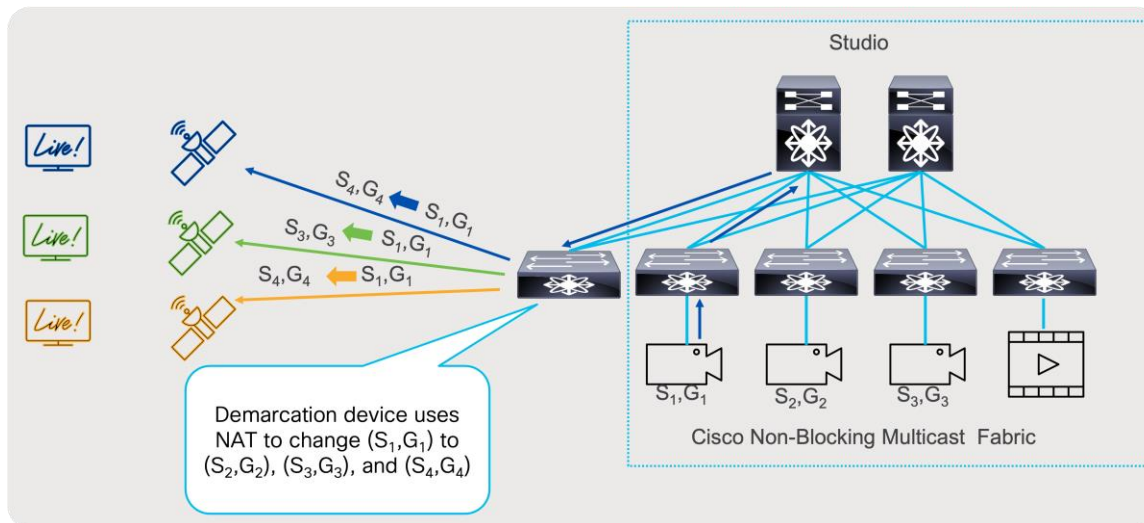 Studio
Live!
S₄,G₄
S₁,G₁
Live!
S₃,G₃
S₁,G₁
S₄,G₄
S₁,G₁
Live!
S₁,G₁
S₂,G₂
S₃,G₃
Demarcation device uses
NAT to change (S₁,G₁) to
(S₂,G₂), (S₃,G₃), and (S₄,G₄)
Cisco Non-Blocking Multicast Fabric